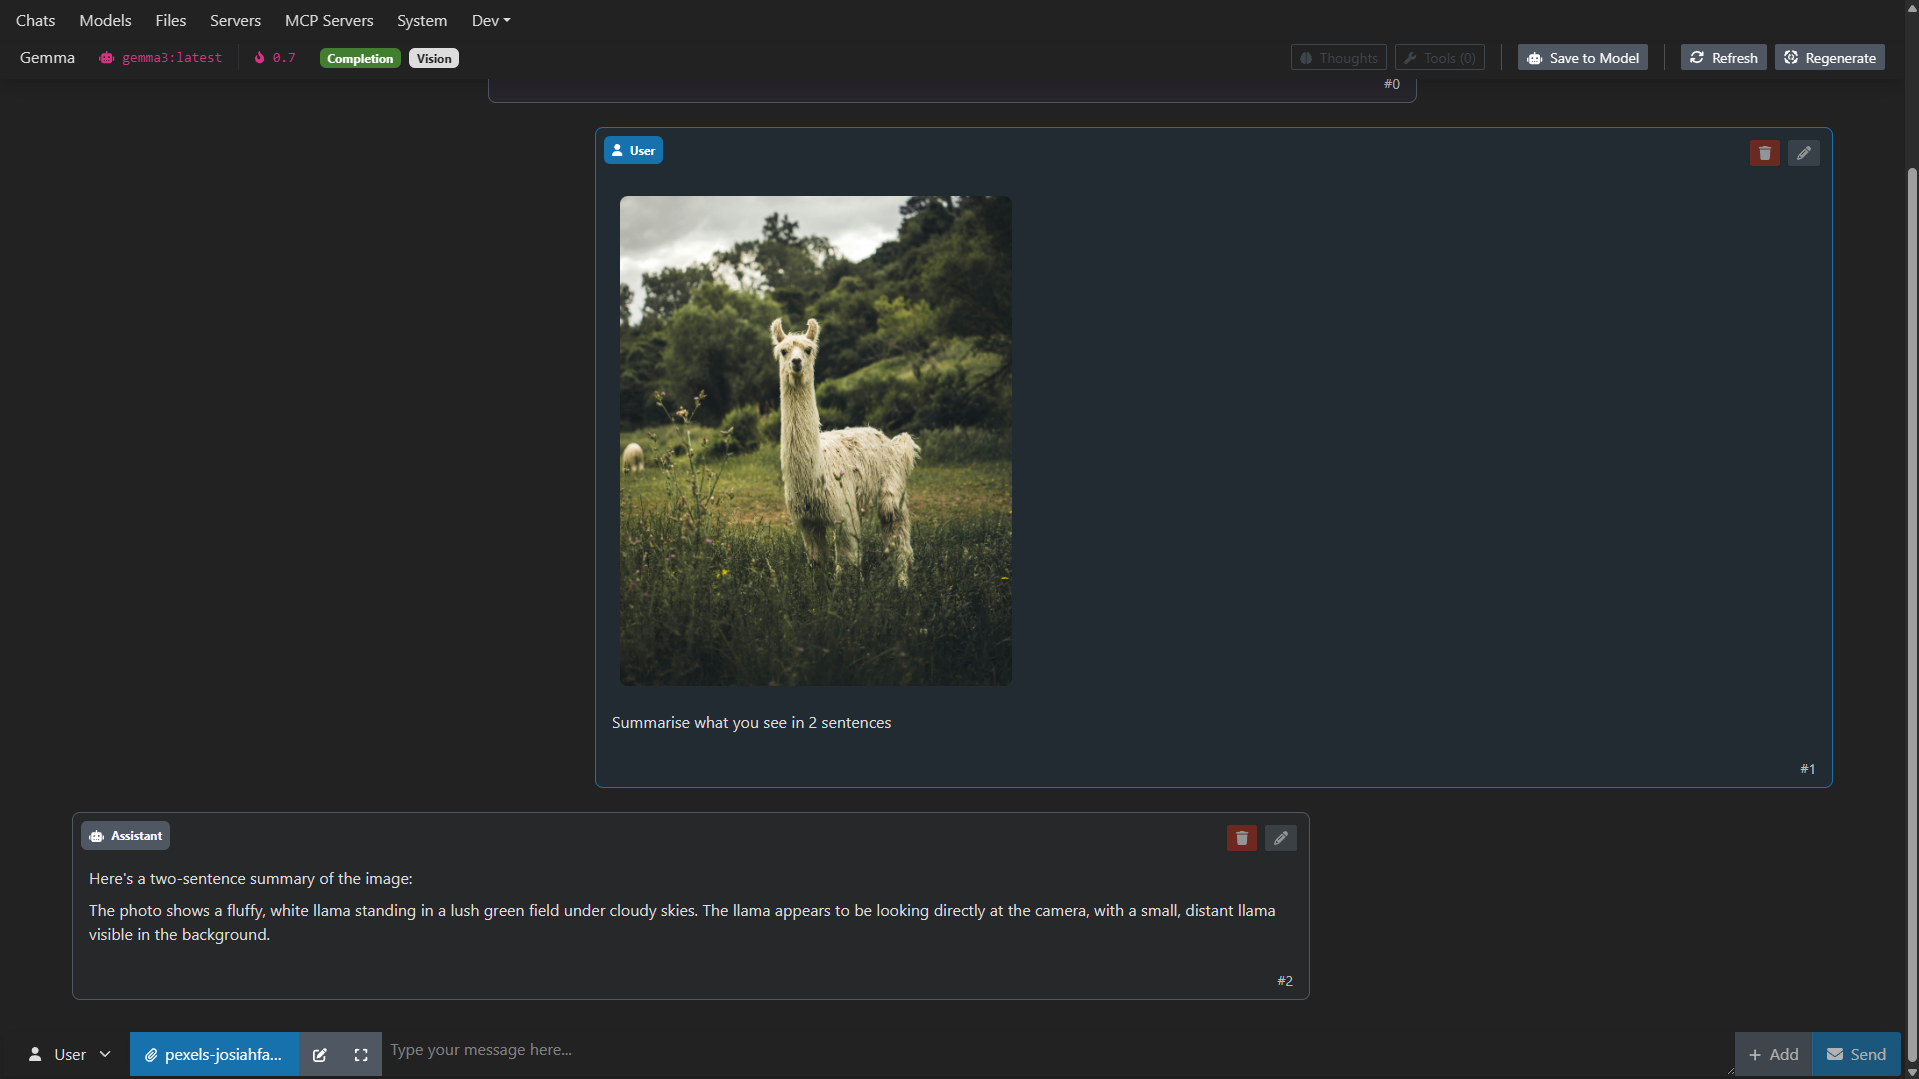 Chats Models Files Servers MCP Servers System Dev
Gemma gemma3:latest 0.7 Completion Vision Thoughts Tools (0) Save to Model Refresh Regenerate
#0
User
Summarise what you see in 2 sentences
#1
Assistant
Here's a two-sentence summary of the image:
The photo shows a fluffy, white llama standing in a lush green field under cloudy skies. The llama appears to be looking directly at the camera, with a small, distant llama
visible in the background.
#2
User pexels-josiahfa... Type your message here... + Add Send